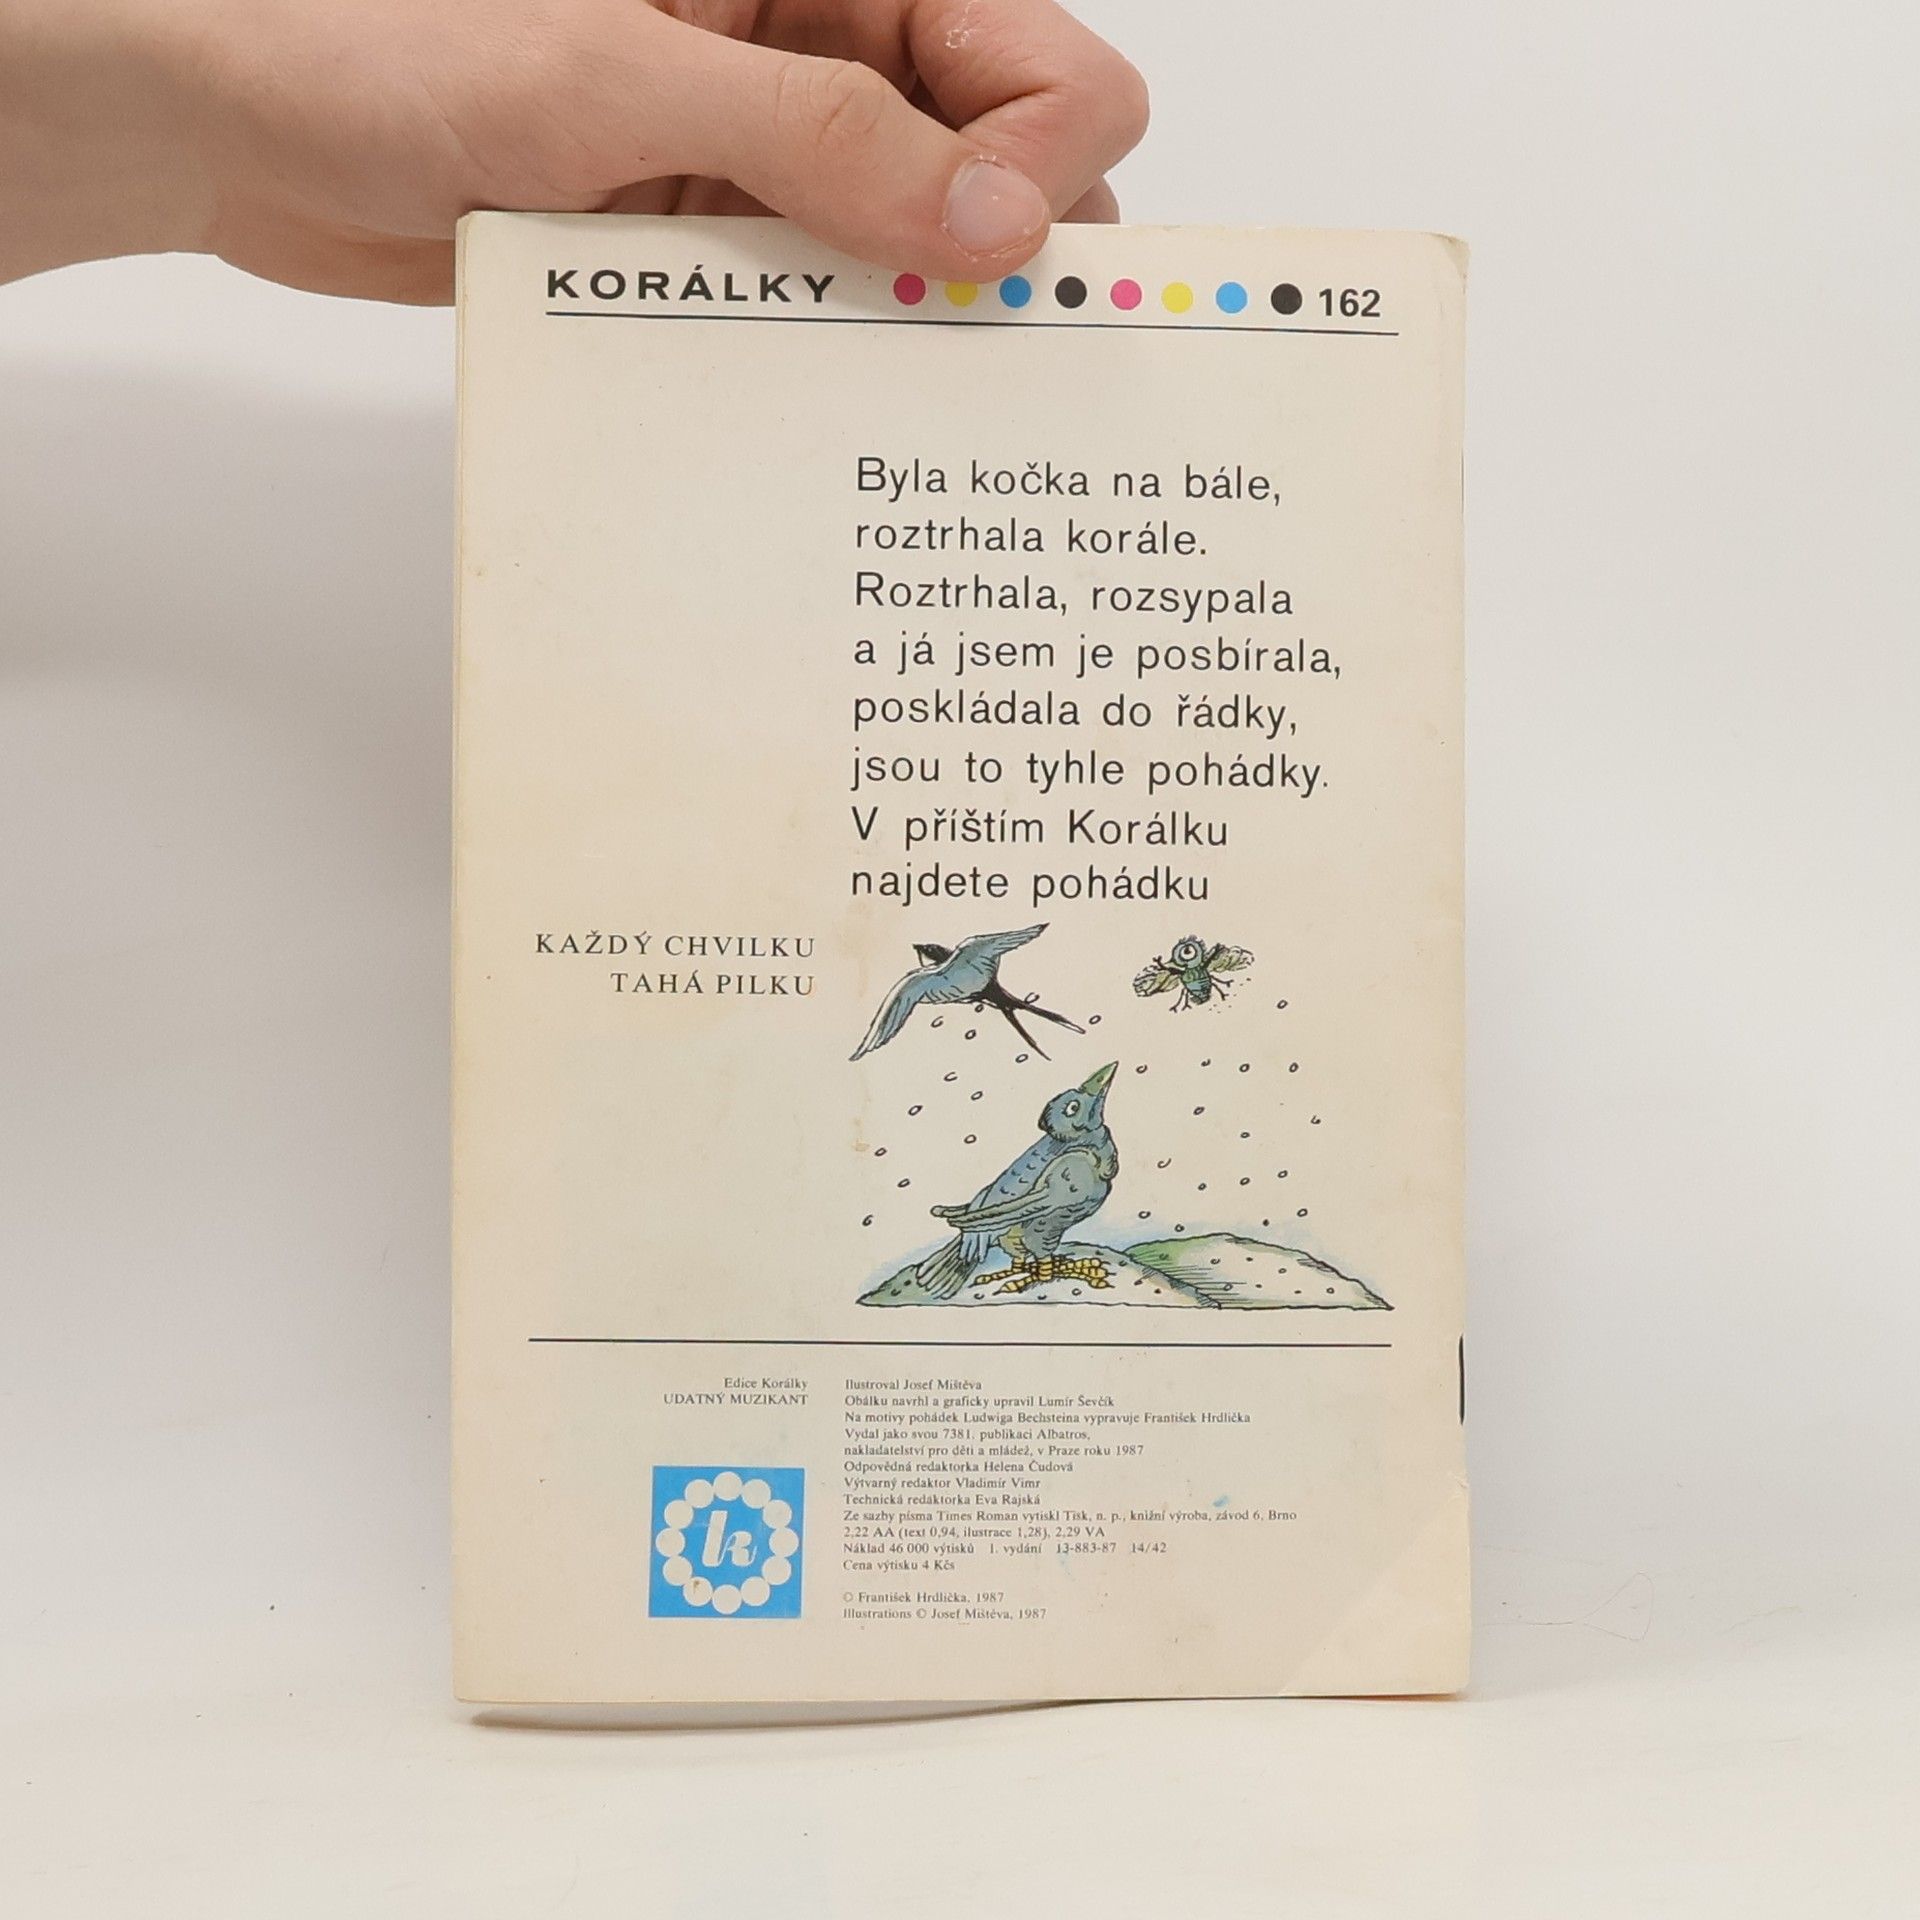 KORÁLKY 162
Byla kočka na bále,
roztrhala korále.
Roztrhala, rozsypala
a já jsem je posbírala,
poskládala do řádky,
jsou to tyhle pohádky.
V příštím Korálku
najdete pohádku
KAŽDÝ CHVILKU
TAHÁ PILKU
Edice Korálky
UDATNÝ MUZIKANT
Ilustroval Josef Mištěva
Obálku navrhl a graficky upravil Lumír Ševčík
Na motivy pohádek Ludwiga Bechsteina vypravuje František Hrdlička
Vydal jako svou 7381. publikaci Albatros,
nakladatelství pro děti a mládež, v Praze roku 1987
Odpovědná redaktorka Helena Čudová
Výtvarný redaktor Vladimír Vimr
Technická redaktorka Eva Rajská
Ze sazby písma Times Roman vytiskl Tisk, n. p., knižní výroba, závod 6, Brno
2,22 AA (text 0,94, ilustrace 1,28), 2,29 VA
Náklad 46 000 výtisků 1. vydání 13-883-87 14/42
Cena výtisku 4 Kčs
© František Hrdlička, 1987
Illustrations © Josef Mištěva, 1987
k